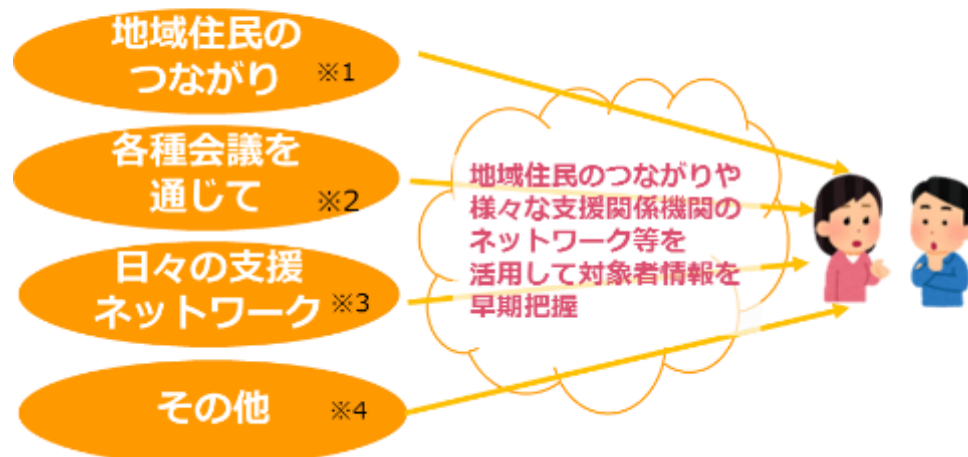 地域住民の
つながり ※1
各種会議を
通じて ※2
日々の支援
ネットワーク ※3
その他 ※4
地域住民のつながりや
様々な支援関係機関の
ネットワーク等を
活用して対象者情報を
早期把握